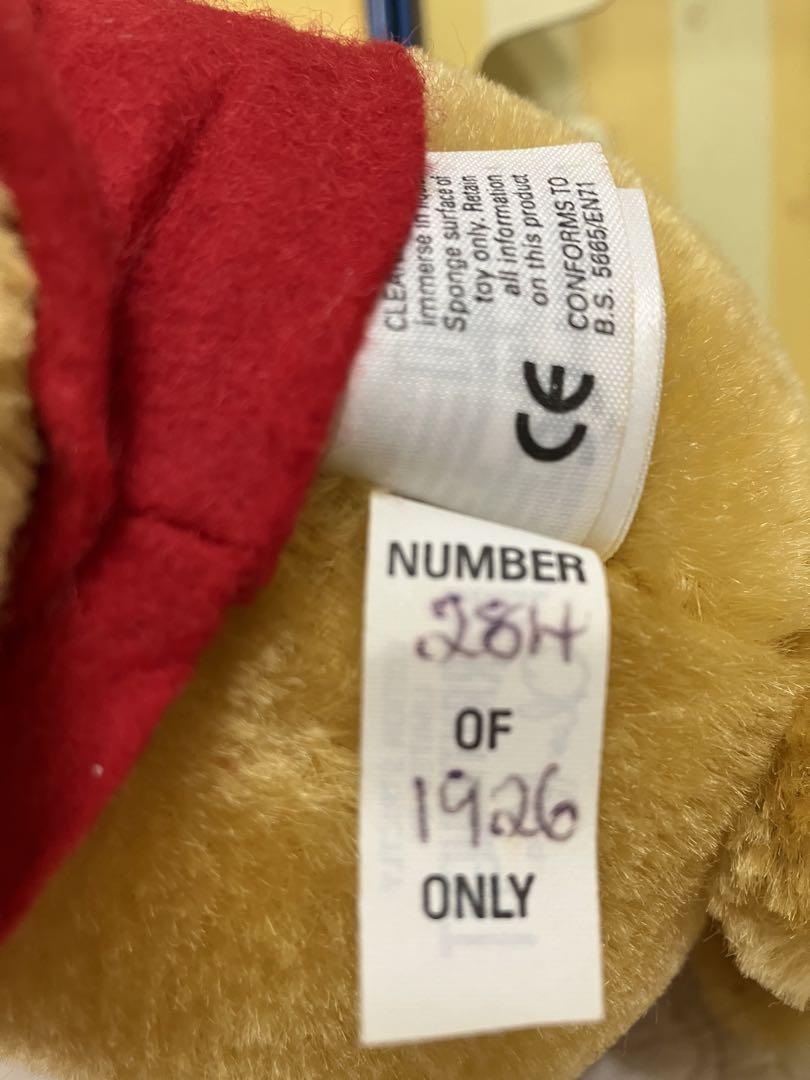 CLEAN
immerse in
Sponge surface of
toy only. Retain
all information
on this product
CONFORMS TO
B.S. 5665/EN71
CE
NUMBER
284
OF
1926
ONLY